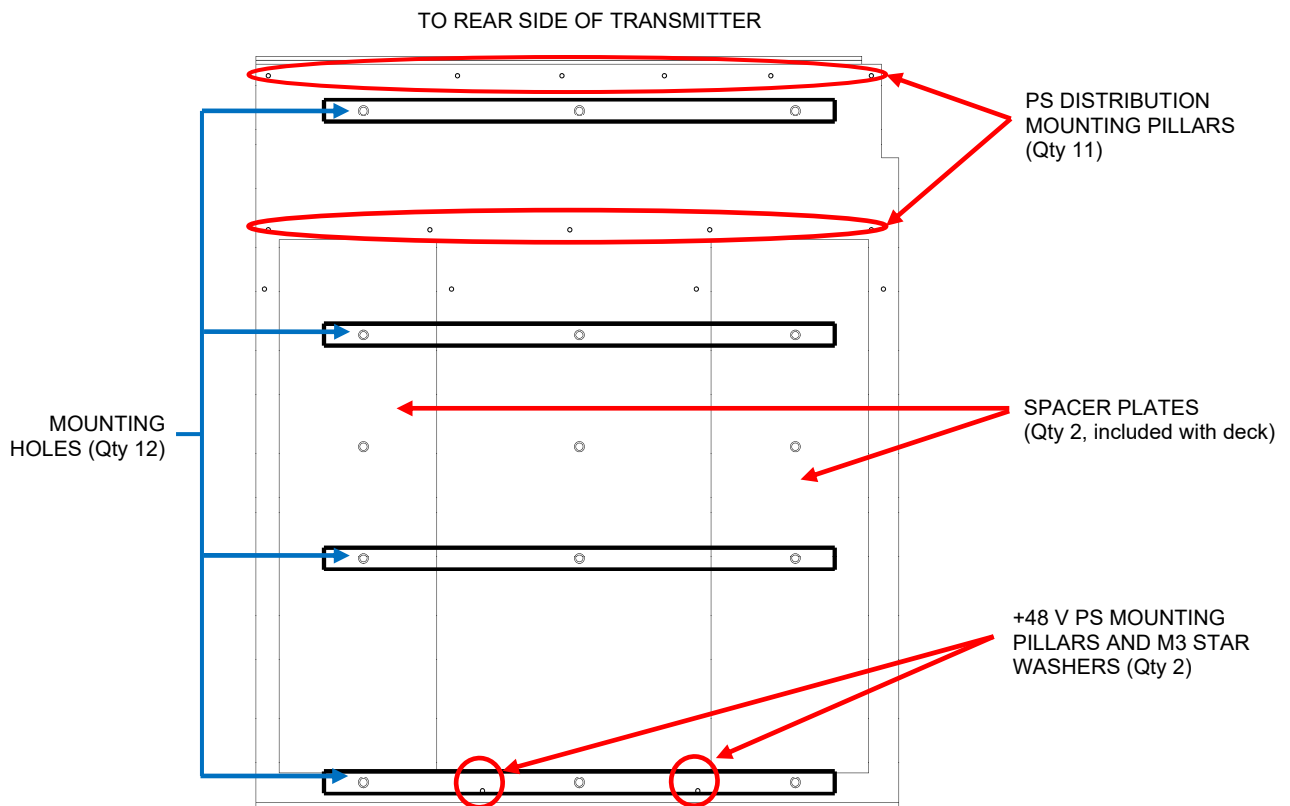 TO REAR SIDE OF TRANSMITTER
PS DISTRIBUTION
MOUNTING PILLARS
(Qty 11)
MOUNTING
HOLES (Qty 12)
SPACER PLATES
(Qty 2, included with deck)
+48 V PS MOUNTING
PILLARS AND M3 STAR
WASHERS (Qty 2)